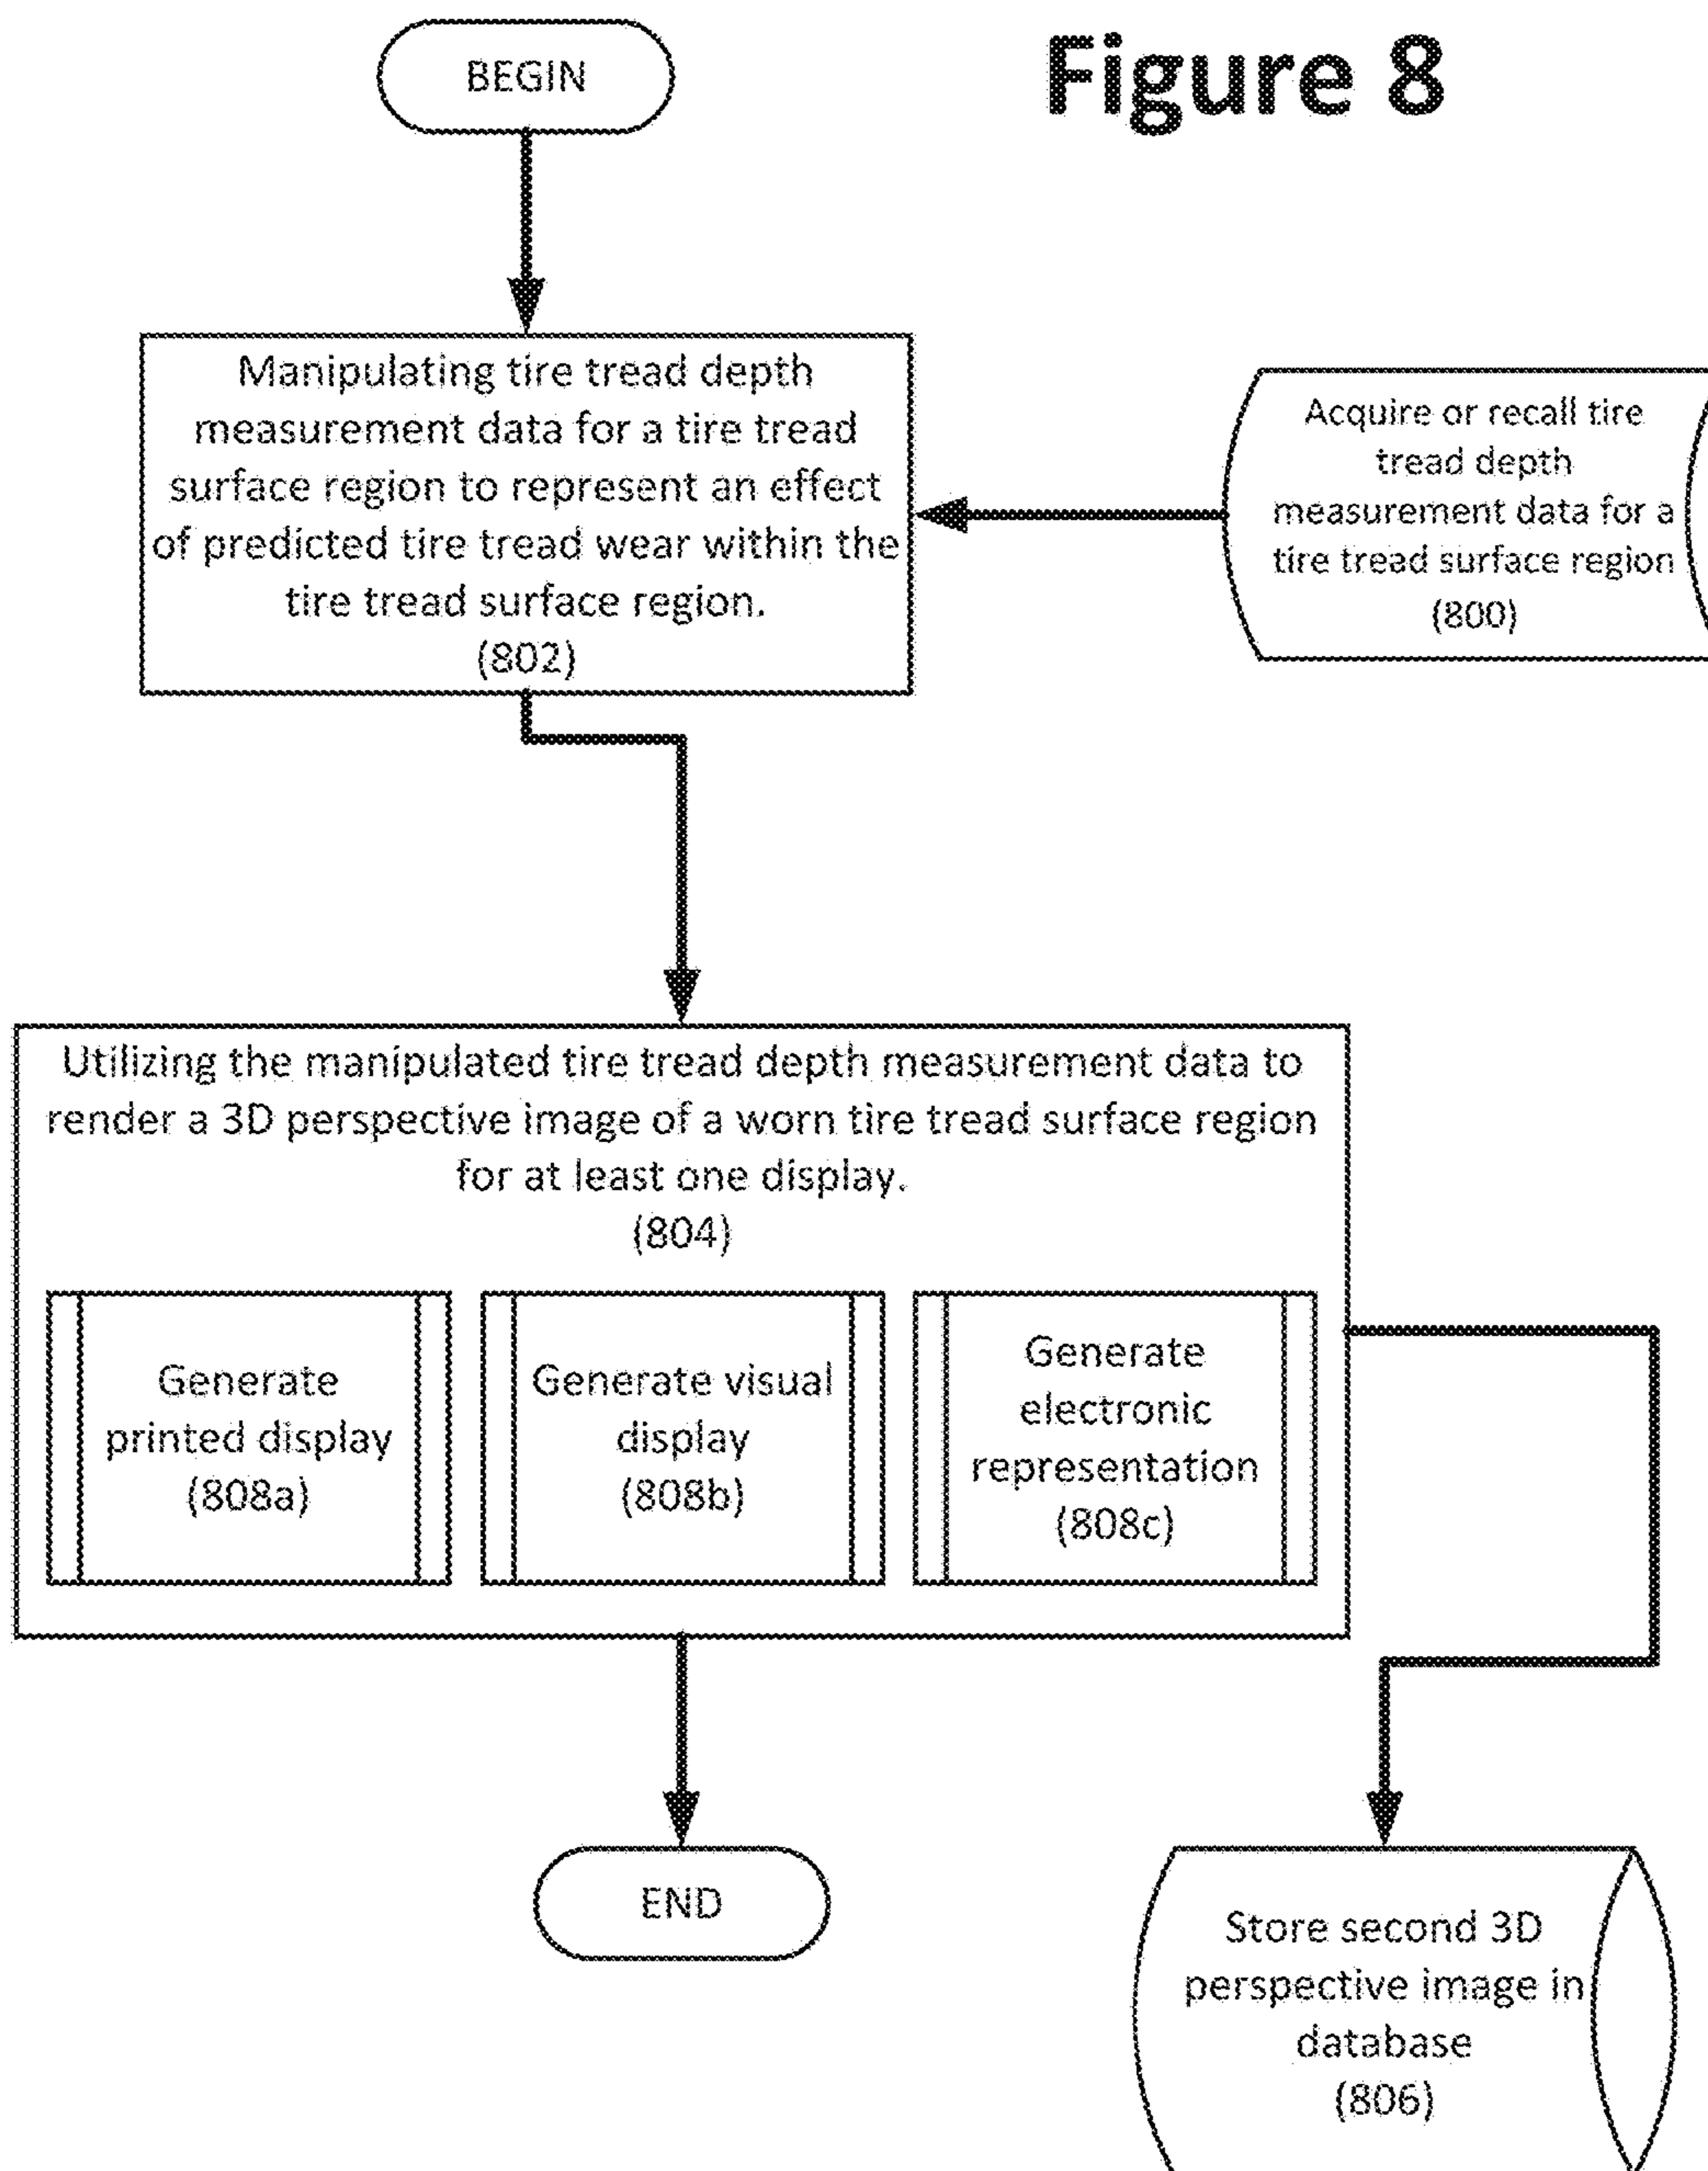 BEGIN
Figure 8
Manipulating tire tread depth
measurement data for a tire tread
surface region to represent an effect
of predicted tire tread wear within the
tire tread surface region.
(802)
Acquire or recall tire
tread depth
measurement data for a
tire tread surface region
(800)
Utilizing the manipulated tire tread depth measurement data to
render a 3D perspective image of a worn tire tread surface region
for at least one display.
(804)
Generate
printed display
(808a)
Generate visual
display
(808b)
Generate
electronic
representation
(808c)
END
Store second 3D
perspective image in
database
(806)